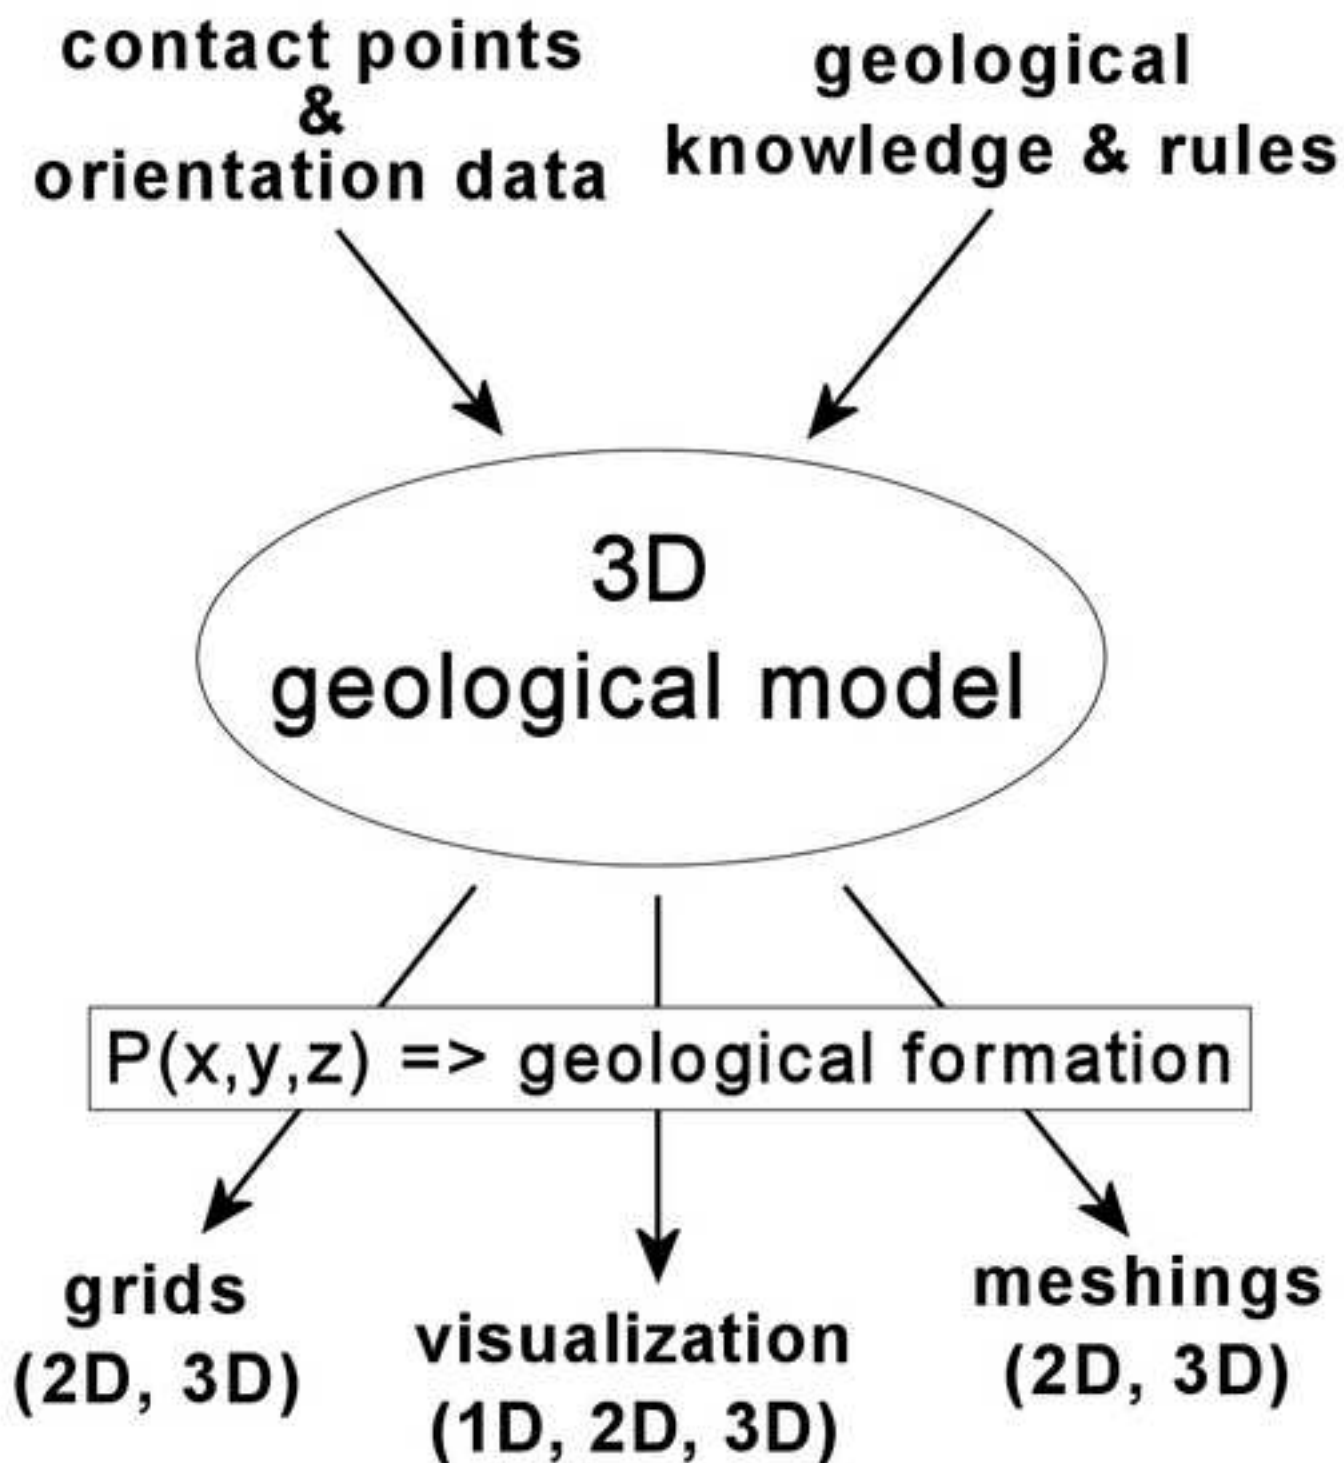 contact points
&
orientation data
geological
knowledge & rules
3D
geological model
P(x,y,z) => geological formation
grids
(2D, 3D)
visualization
(1D, 2D, 3D)
meshings
(2D, 3D)